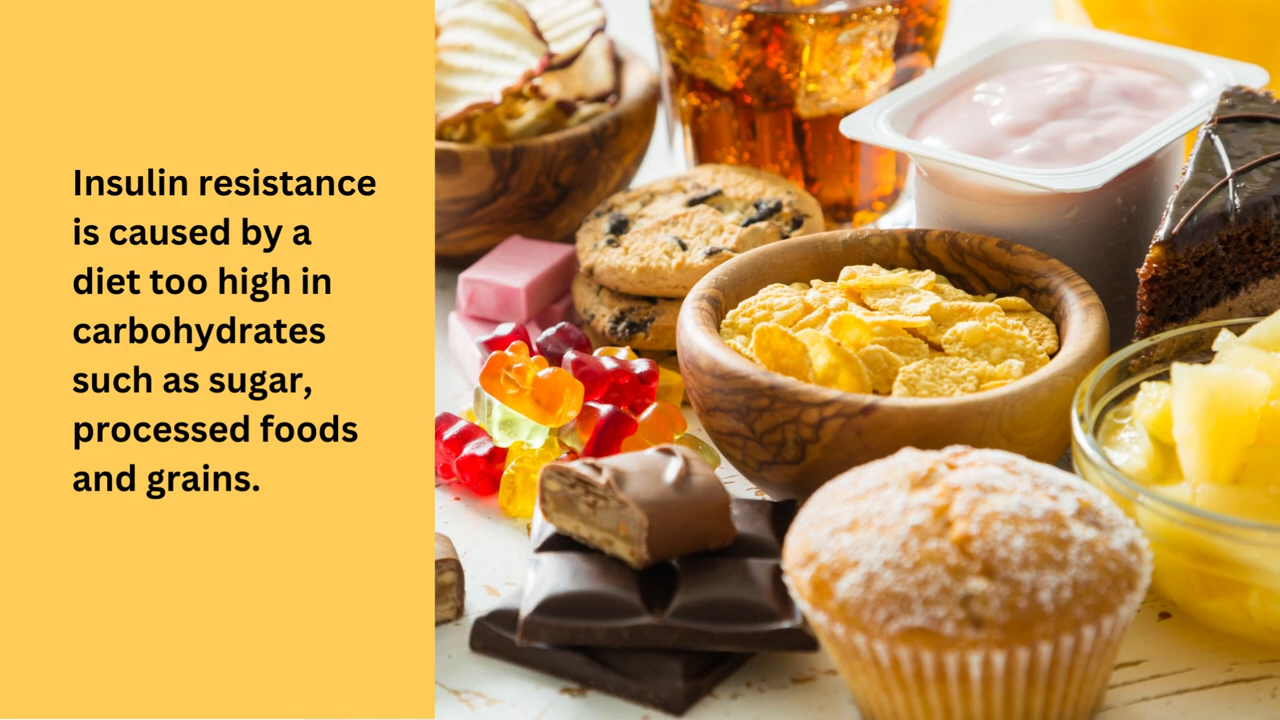 Insulin resistance
is caused by a
diet too high in
carbohydrates
such as sugar,
processed foods
and grains.